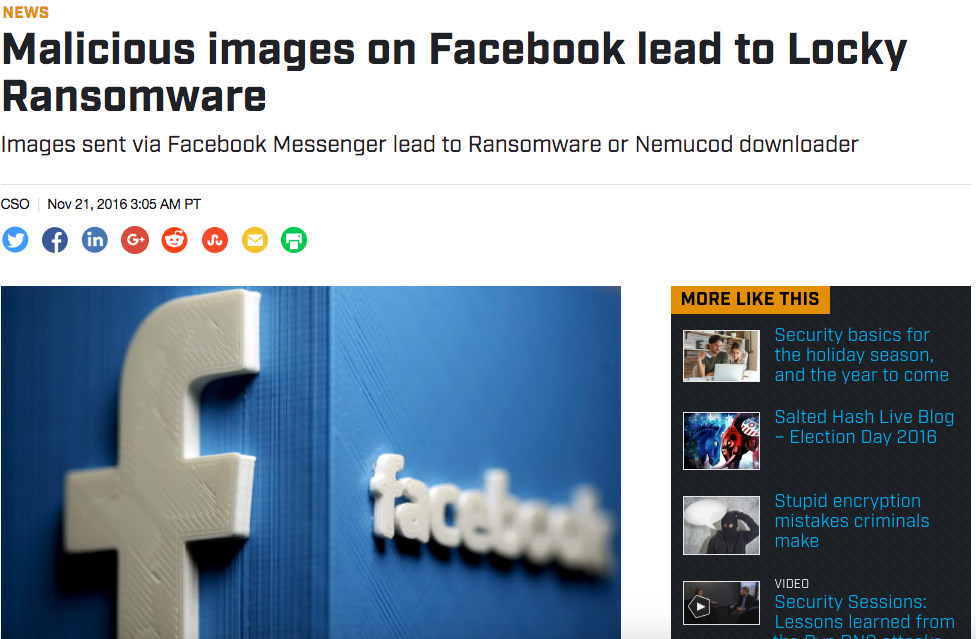 NEWS
Malicious images on Facebook lead to Locky
Ransomware
Images sent via Facebook Messenger lead to Ransomware or Nemucod downloader
CSO | Nov 21, 2016 3:05 AM PT
MORE LIKE THIS
Security basics for
the holiday season,
and the year to come
Salted Hash Live Blog
– Election Day 2016
Stupid encryption
mistakes criminals
make
VIDEO
Security Sessions:
Lessons learned from
facebook